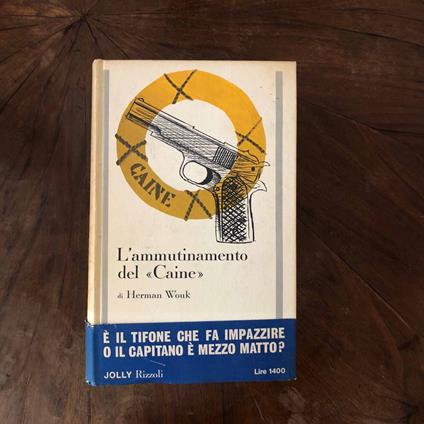 CAINE
L'ammutinamento
del «Caine»
di Herman Wouk
È IL TIFONE CHE FA IMPAZZIRE
O IL CAPITANO È MEZZO MATTO?
JOLLY Rizzoli Lire 1400